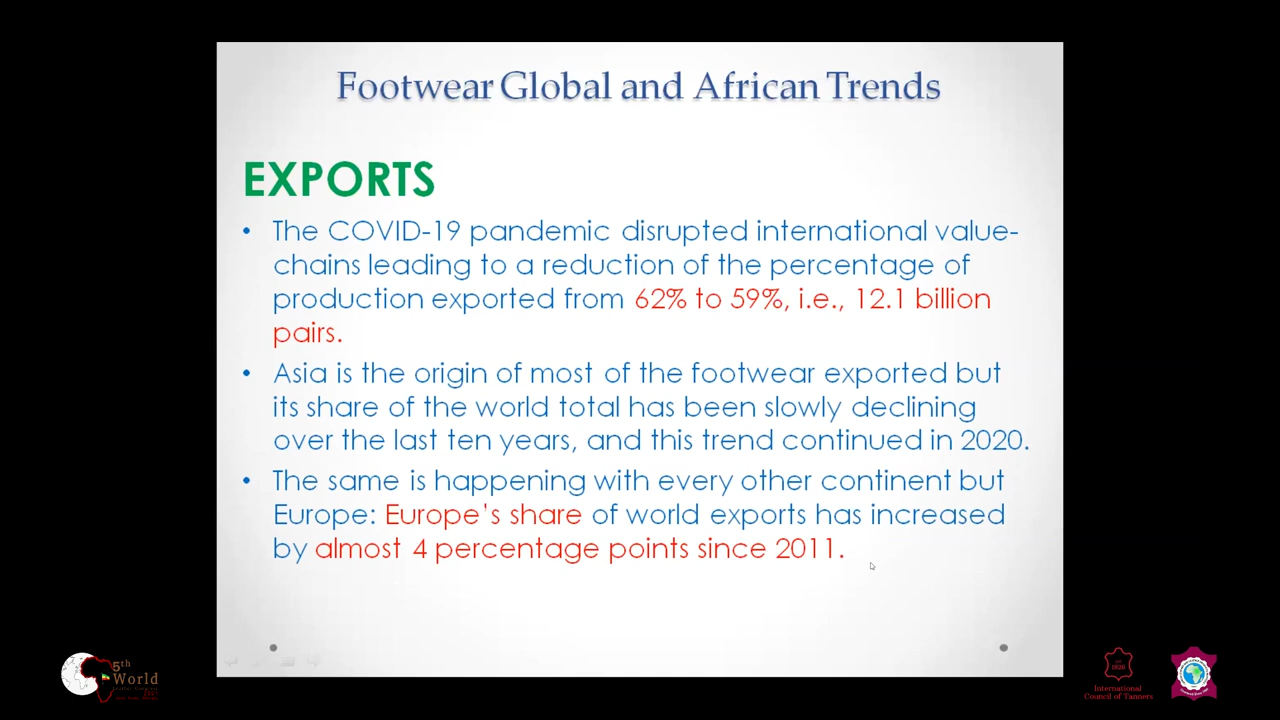 Footwear Global and African Trends
EXPORTS
• The COVID-19 pandemic disrupted international value-
chains leading to a reduction of the percentage of
production exported from 62% to 59%, i.e., 12.1 billion
pairs.
• Asia is the origin of most of the footwear exported but
its share of the world total has been slowly declining
over the last ten years, and this trend continued in 2020.
• The same is happening with every other continent but
Europe: Europe's share of world exports has increased
by almost 4 percentage points since 2011.
5th
World
International
Council of Tanners